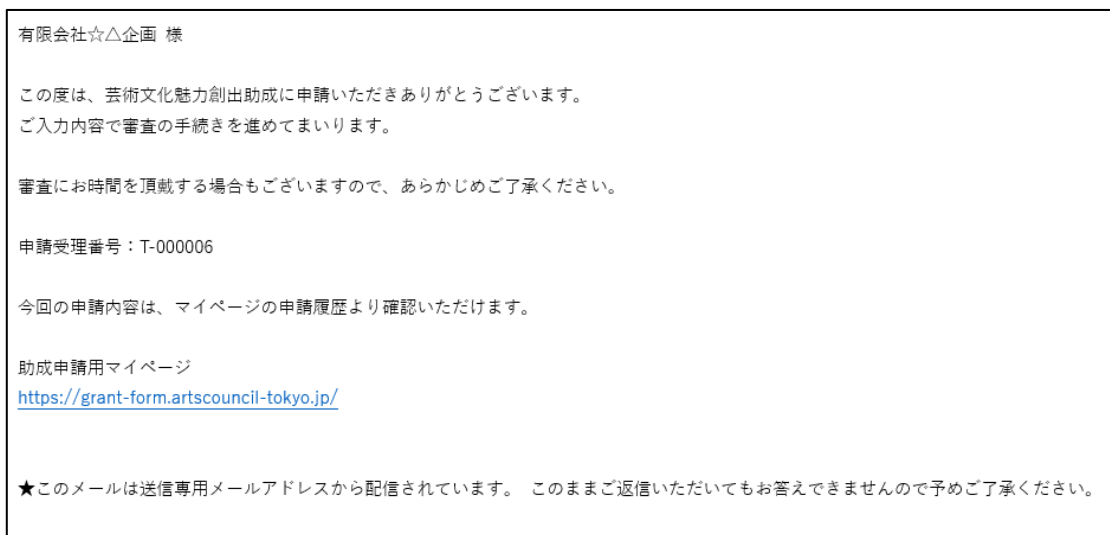 有限会社☆△企画 様
この度は、芸術文化魅力創出助成に申請いただきありがとうございます。
ご入力内容で審査の手続きを進めてまいります。
審査にお時間を頂戴する場合もございますので、あらかじめご了承ください。
申請受理番号：T-000006
今回の申請内容は、マイページの申請履歴より確認いただけます。
助成申請用マイページ
https://grant-form.artscouncil-tokyo.jp/
★このメールは送信専用メールアドレスから配信されています。 このままご返信いただいてもお答えできませんので予めご了承ください。